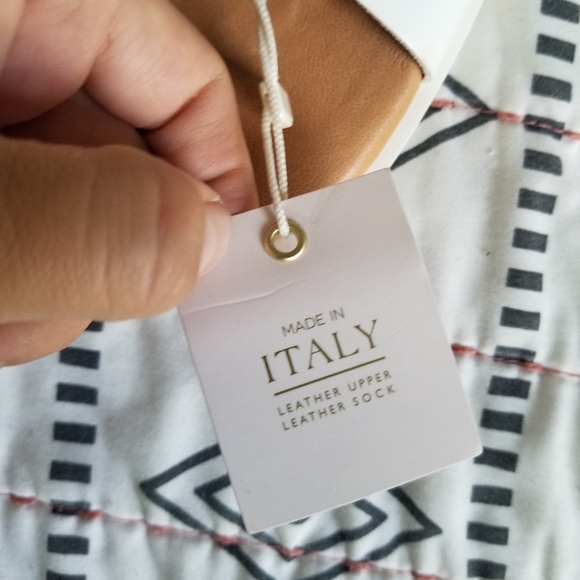 MADE IN
ITALY
LEATHER UPPER
LEATHER SOCK